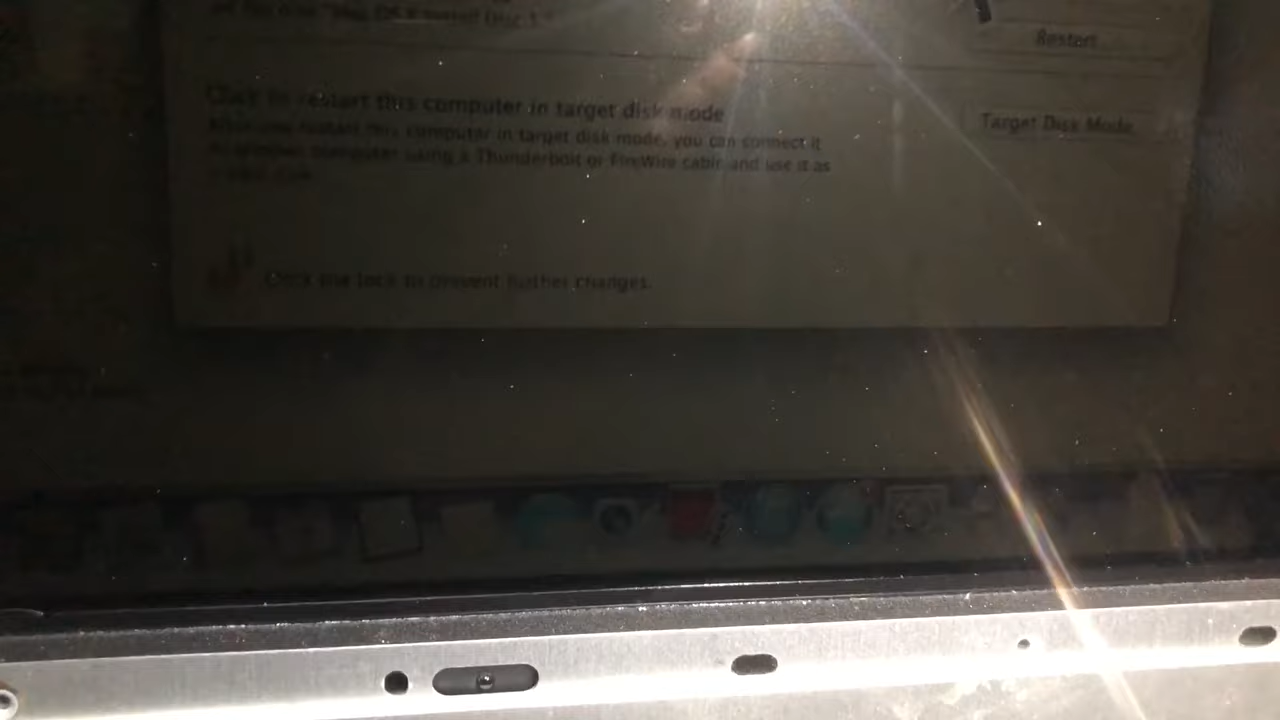 Restart...
Click to restart this computer in target disk mode
Target Disk Mode...
After you restart this computer in target disk mode, you can connect it
to another computer using a Thunderbolt or FireWire cable and use it as
Click the lock to prevent further changes.